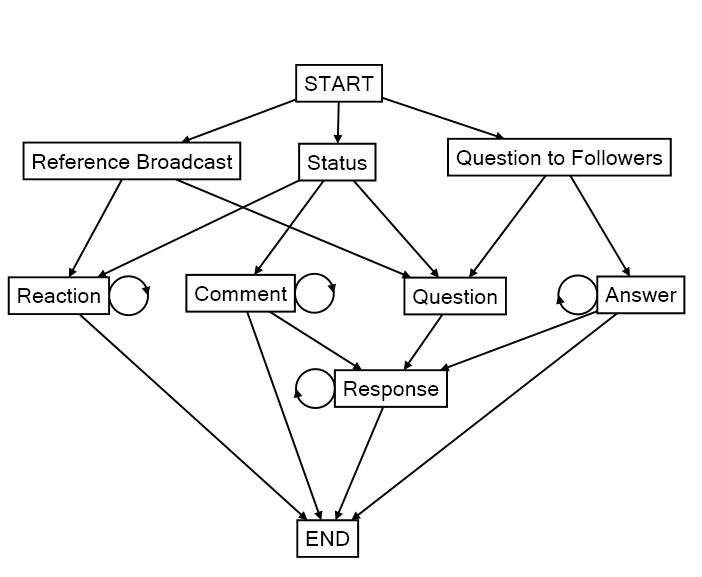 START
Reference Broadcast
Status
Question to Followers
Reaction
Comment
Question
Answer
Response
END